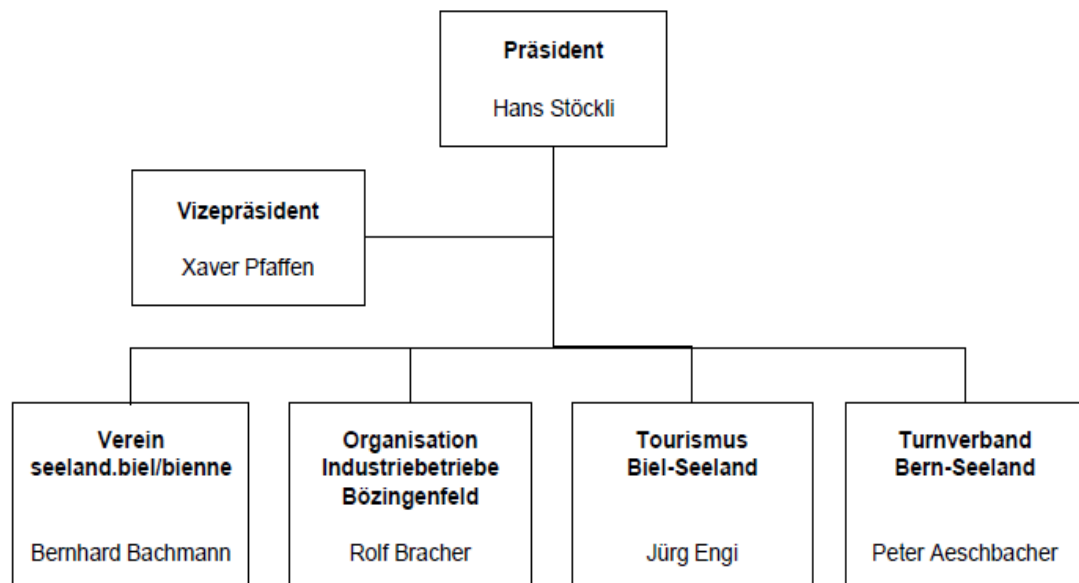 Präsident
Hans Stöckli
Vizepräsident
Xaver Pfaffen
Verein
seeland.biel/bienne
Bernhard Bachmann
Organisation
Industriebetriebe
Bözingenfeld
Rolf Bracher
Tourismus
Biel-Seeland
Jürg Engi
Turnverband
Bern-Seeland
Peter Aeschbacher